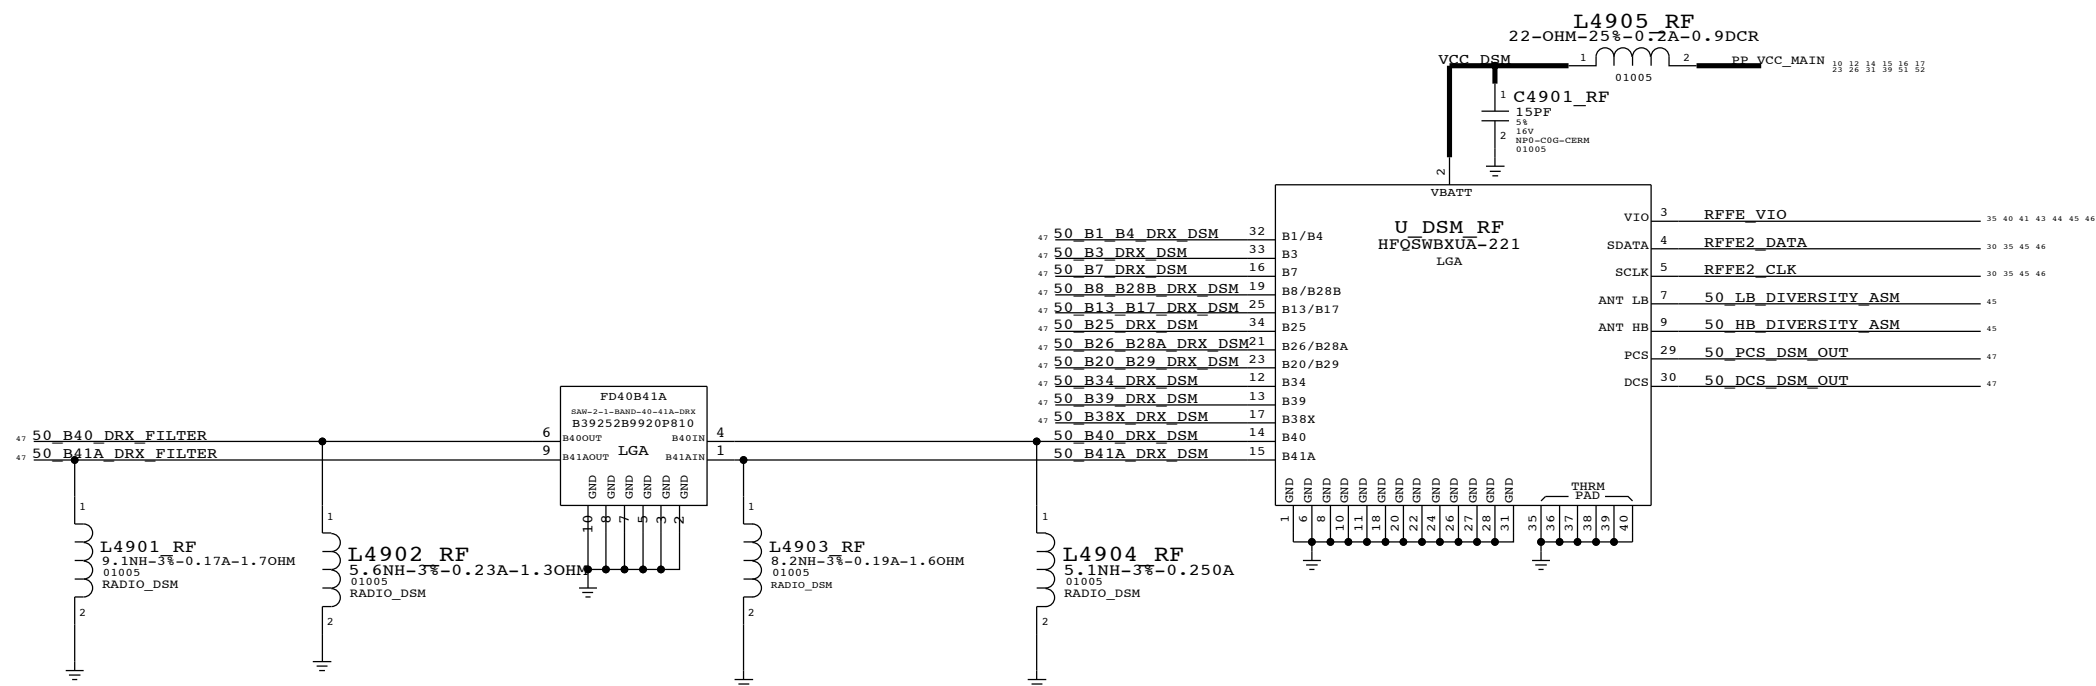 L4905_RF
22-OHM-25%-0.2A-0.9DCR
VCC_DSM
1
2
PP_VCC_MAIN
10 12 14 15 16 17
23 26 31 39 51 52
01005
1
C4901_RF
15PF
5%
16V
2
NP0-C0G-CERM
01005
2
VBATT
U_DSM_RF
HFQSWBXUA-221
LGA
47 50_B1_B4_DRX_DSM 32 B1/B4
47 50_B3_DRX_DSM 33 B3
47 50_B7_DRX_DSM 16 B7
47 50_B8_B28B_DRX_DSM 19 B8/B28B
47 50_B13_B17_DRX_DSM 25 B13/B17
47 50_B25_DRX_DSM 34 B25
47 50_B26_B28A_DRX_DSM 21 B26/B28A
47 50_B20_B29_DRX_DSM 23 B20/B29
47 50_B34_DRX_DSM 12 B34
47 50_B39_DRX_DSM 13 B39
47 50_B38X_DRX_DSM 17 B38X
50_B40_DRX_DSM 14 B40
50_B41A_DRX_DSM 15 B41A
VIO 3 RFFE_VIO 35 40 41 43 44 45 46
SDATA 4 RFFE2_DATA 30 35 45 46
SCLK 5 RFFE2_CLK 30 35 45 46
ANT LB 7 50_LB_DIVERSITY_ASM 45
ANT HB 9 50_HB_DIVERSITY_ASM 45
PCS 29 50_PCS_DSM_OUT 47
DCS 30 50_DCS_DSM_OUT 47
GND GND GND GND GND GND GND GND GND GND GND GND GND
THRM
PAD
1 6 8 10 11 18 20 22 24 26 27 28 31
35 36 37 38 39 40
FD40B41A
SAW-2-1-BAND-40-41A-DRX
B39252B9920P810
LGA
47 50_B40_DRX_FILTER 6 B40OUT
B40IN 4
47 50_B41A_DRX_FILTER 9 B41AOUT
B41AIN 1
GND GND GND GND GND GND
10 8 7 5 3 2
1
L4901_RF
9.1NH-3%-0.17A-1.7OHM
01005
RADIO_DSM
2
1
L4902_RF
5.6NH-3%-0.23A-1.3OHM
01005
RADIO_DSM
2
1
L4903_RF
8.2NH-3%-0.19A-1.6OHM
01005
RADIO_DSM
2
1
L4904_RF
5.1NH-3%-0.250A
01005
RADIO_DSM
2